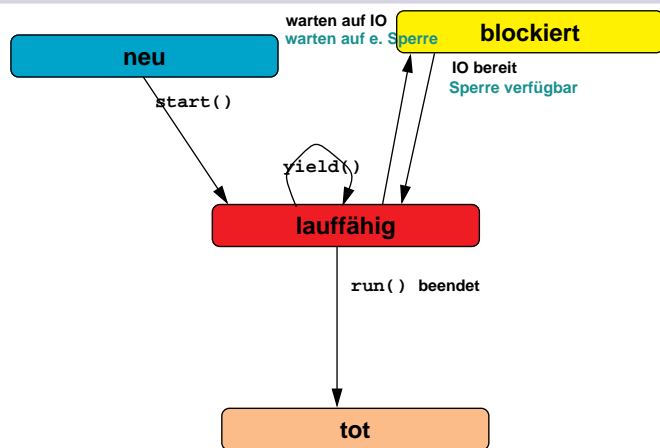 warten auf IO
warten auf e. Sperre
blockiert
neu
IO bereit
Sperre verfügbar
start()
yield()
lauffähig
run() beendet
tot